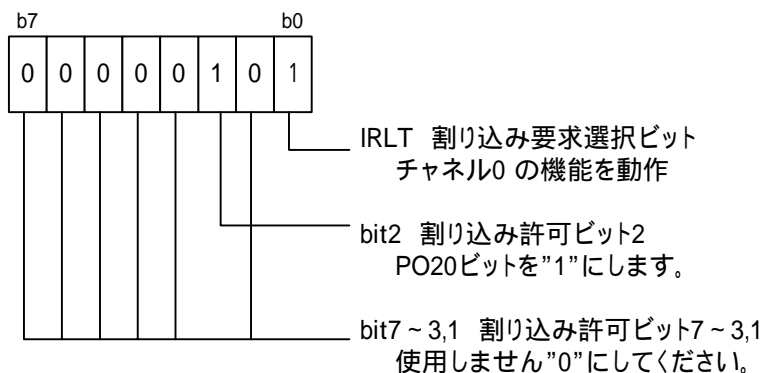 b7 b0
0 0 0 0 0 1 0 1
IRLT 割り込み要求選択ビット
チャネル0 の機能を動作
bit2 割り込み許可ビット2
PO20ビットを”1”にします。
bit7 ~ 3,1 割り込み許可ビット7 ~ 3,1
使用しません”0”にしてください。